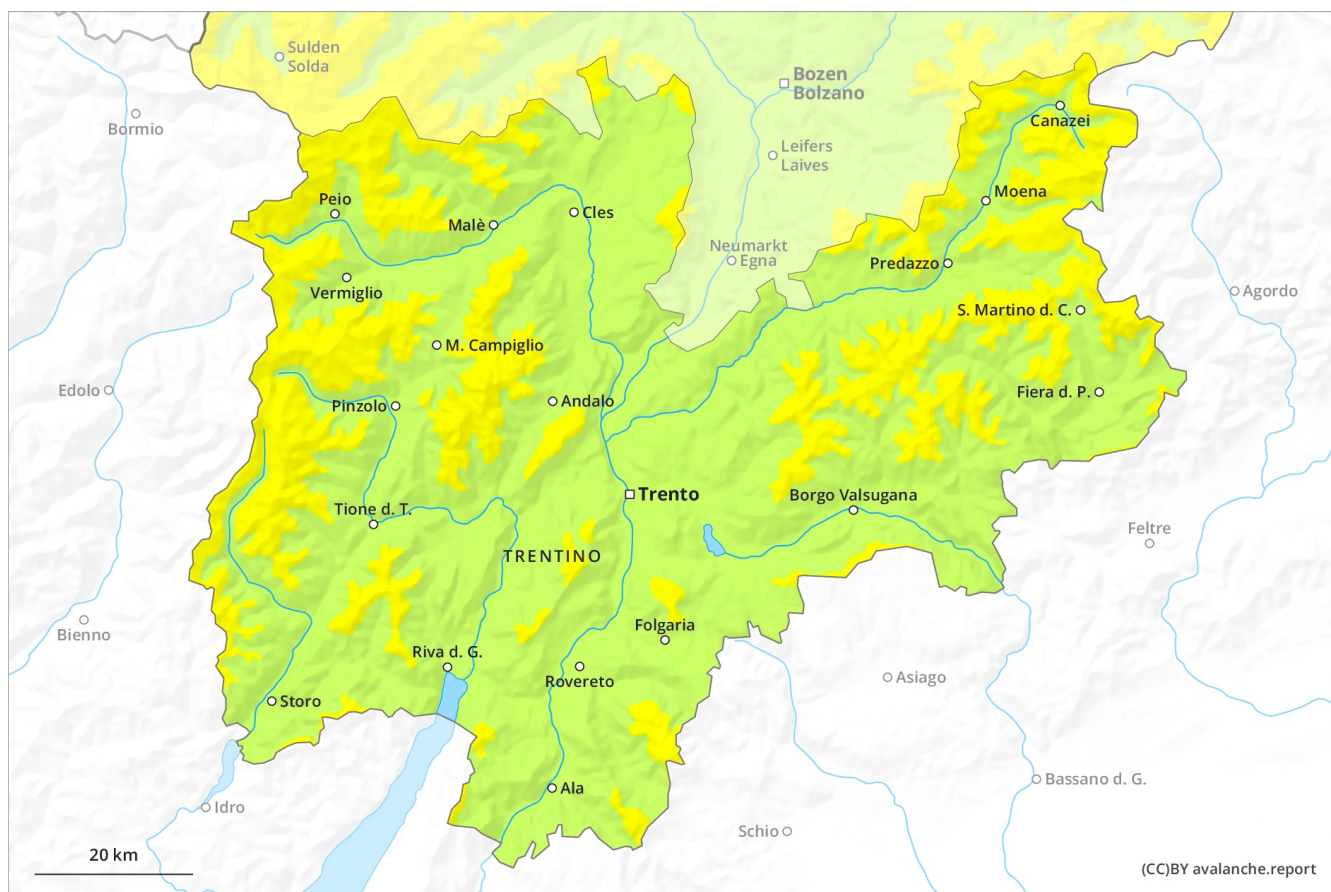 Sulden
Solda
Bozen
Bolzano
Bormio
Canazei
Leifers
Laives
Peio
Moena
Malè
Cles
Neumarkt
Egna
Predazzo
Vermiglio
Agordo
S. Martino d. C.
M. Campiglio
Edolo
Andalo
Fiera d. P.
Pinzolo
Trento
Borgo Valsugana
Tione d. T.
Feltre
TRENTINO
Bienno
Folgaria
Riva d. G.
Rovereto
Asiago
Storo
Bassano d. G.
Ala
Idro
Schio
20 km
(CC)BY avalanche.report